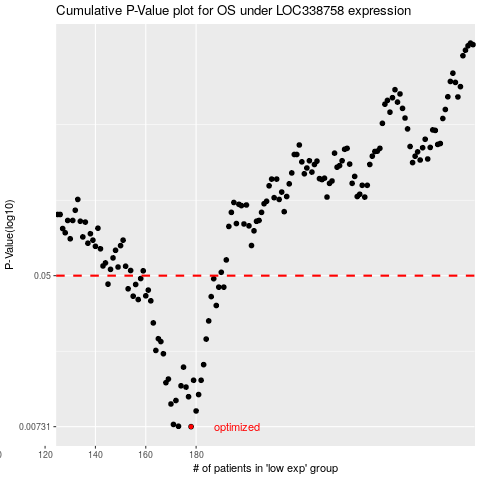 Cumulative P-Value plot for OS under LOC338758 expression
P-Value(log10)
0.05
0.00731
optimized
0 120 140 160 180
# of patients in 'low exp' group